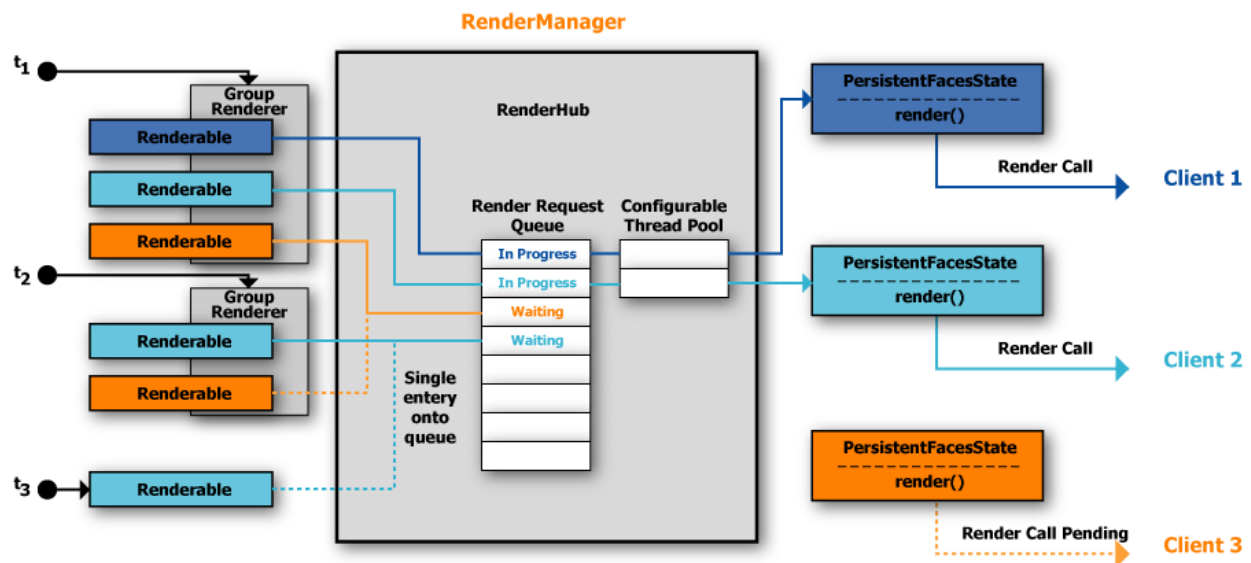 RenderManager
t1
Group
Renderer
Renderable
Renderable
Renderable
t2
Group
Renderer
Renderable
Renderable
t3
Renderable
RenderHub
Render Request
Queue
Configurable
Thread Pool
In Progress
In Progress
Waiting
Waiting
Single
entery
onto
queue
PersistentFacesState
render()
Render Call
Client 1
PersistentFacesState
render()
Render Call
Client 2
PersistentFacesState
render()
Render Call Pending
Client 3